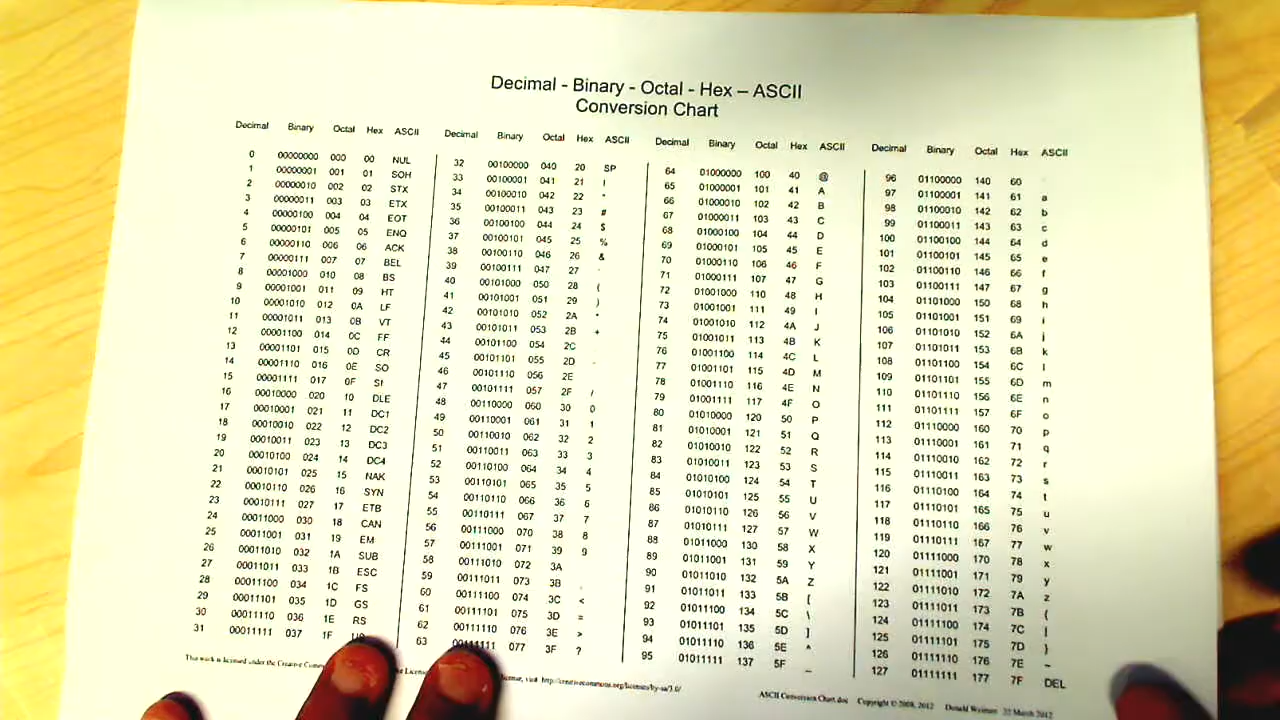 Decimal - Binary - Octal - Hex – ASCII
Conversion Chart
Decimal Binary Octal Hex ASCII
0 00000000 000 00 NUL
1 00000001 001 01 SOH
2 00000010 002 02 STX
3 00000011 003 03 ETX
4 00000100 004 04 EOT
5 00000101 005 05 ENQ
6 00000110 006 06 ACK
7 00000111 007 07 BEL
8 00001000 010 08 BS
9 00001001 011 09 HT
10 00001010 012 0A LF
11 00001011 013 0B VT
12 00001100 014 0C FF
13 00001101 015 0D CR
14 00001110 016 0E SO
15 00001111 017 0F SI
16 00010000 020 10 DLE
17 00010001 021 11 DC1
18 00010010 022 12 DC2
19 00010011 023 13 DC3
20 00010100 024 14 DC4
21 00010101 025 15 NAK
22 00010110 026 16 SYN
23 00010111 027 17 ETB
24 00011000 030 18 CAN
25 00011001 031 19 EM
26 00011010 032 1A SUB
27 00011011 033 1B ESC
28 00011100 034 1C FS
29 00011101 035 1D GS
30 00011110 036 1E RS
31 00011111 037 1F US
Decimal Binary Octal Hex ASCII
32 00100000 040 20 SP
33 00100001 041 21 !
34 00100010 042 22 "
35 00100011 043 23 #
36 00100100 044 24 $
37 00100101 045 25 %
38 00100110 046 26 &
39 00100111 047 27 '
40 00101000 050 28 (
41 00101001 051 29 )
42 00101010 052 2A *
43 00101011 053 2B +
44 00101100 054 2C
45 00101101 055 2D -
46 00101110 056 2E
47 00101111 057 2F /
48 00110000 060 30 0
49 00110001 061 31 1
50 00110010 062 32 2
51 00110011 063 33 3
52 00110100 064 34 4
53 00110101 065 35 5
54 00110110 066 36 6
55 00110111 067 37 7
56 00111000 070 38 8
57 00111001 071 39 9
58 00111010 072 3A
59 00111011 073 3B
60 00111100 074 3C <
61 00111101 075 3D =
62 00111110 076 3E >
63 00111111 077 3F ?
Decimal Binary Octal Hex ASCII
64 01000000 100 40 @
65 01000001 101 41 A
66 01000010 102 42 B
67 01000011 103 43 C
68 01000100 104 44 D
69 01000101 105 45 E
70 01000110 106 46 F
71 01000111 107 47 G
72 01001000 110 48 H
73 01001001 111 49 I
74 01001010 112 4A J
75 01001011 113 4B K
76 01001100 114 4C L
77 01001101 115 4D M
78 01001110 116 4E N
79 01001111 117 4F O
80 01010000 120 50 P
81 01010001 121 51 Q
82 01010010 122 52 R
83 01010011 123 53 S
84 01010100 124 54 T
85 01010101 125 55 U
86 01010110 126 56 V
87 01010111 127 57 W
88 01011000 130 58 X
89 01011001 131 59 Y
90 01011010 132 5A Z
91 01011011 133 5B [
92 01011100 134 5C \
93 01011101 135 5D ]
94 01011110 136 5E ^
95 01011111 137 5F _
Decimal Binary Octal Hex ASCII
96 01100000 140 60
97 01100001 141 61 a
98 01100010 142 62 b
99 01100011 143 63 c
100 01100100 144 64 d
101 01100101 145 65 e
102 01100110 146 66 f
103 01100111 147 67 g
104 01101000 150 68 h
105 01101001 151 69 i
106 01101010 152 6A j
107 01101011 153 6B k
108 01101100 154 6C l
109 01101101 155 6D m
110 01101110 156 6E n
111 01101111 157 6F o
112 01110000 160 70 p
113 01110001 161 71 q
114 01110010 162 72 r
115 01110011 163 73 s
116 01110100 164 74 t
117 01110101 165 75 u
118 01110110 166 76 v
119 01110111 167 77 w
120 01111000 170 78 x
121 01111001 171 79 y
122 01111010 172 7A z
123 01111011 173 7B {
124 01111100 174 7C |
125 01111101 175 7D }
126 01111110 176 7E ~
127 01111111 177 7F DEL
This work is licensed under the Creative License, visit http://creativecommons.org/licenses/by-sa/3.0/
ASCII Conversion Chart.doc Copyright © 2008, 2012 Donald Weiman 22 March 2012